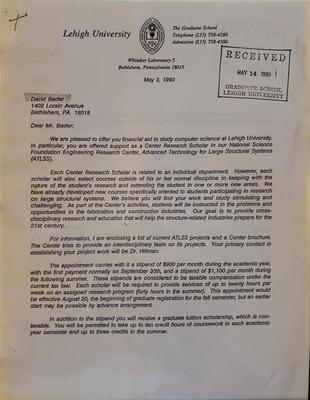 Lehigh University
The Graduate School
Telephone (215) 758-4280
Admission (215) 758-4500
Whitaker Laboratory 5
Bethlehem, Pennsylvania 18015
RECEIVED
MAY 14 1990
GRADUATE SCHOOL
LEHIGH UNIVERSITY
May 3, 1990
David Bader
1402 Lorain Avenue
Bethlehem, PA 18018
Dear Mr. Bader:
We are pleased to offer you financial aid to study computer science at Lehigh University.
In particular, you are offered support as a Center Research Scholar in our National Science
Foundation Engineering Research Center, Advanced Technology for Large Structural Systems
(ATLSS).
Each Center Research Scholar is related to an individual department. However, each
scholar will also select courses outside of his or her normal discipline in keeping with the
nature of the student's research and extending the student in one or more new areas. We
have already developed new courses specifically oriented to students participating in research
on large structural systems. We believe you will find your work and study stimulating and
challenging. As part of the Center's activities, students will be instructed in the problems and
opportunities in the fabrication and construction industries. Our goal is to provide cross-
disciplinary research and education that will help the structure-related industries prepare for the
21st century.
For information, I am enclosing a list of current ATLSS projects and a Center brochure.
The Center tries to provide an interdisciplinary team on its projects. Your primary contact in
establishing your project work will be Dr. Hillman.
The appointment carries with it a stipend of $900 per month during the academic year,
with the first payment normally on September 30th, and a stipend of $1,100 per month during
the following summer. These stipends are considered to be taxable compensation under the
current tax law. Each scholar will be required to provide services of up to twenty hours per
week on an assigned research program (forty hours in the summer). This appointment would
be effective August 20, the beginning of graduate registration for the fall semester, but an earlier
start may be possible by advance arrangement.
In addition to the stipend you will receive a graduate tuition scholarship, which is non-
taxable. You will be permitted to take up to ten credit hours of coursework in each academic
year semester and up to three credits in the summer.